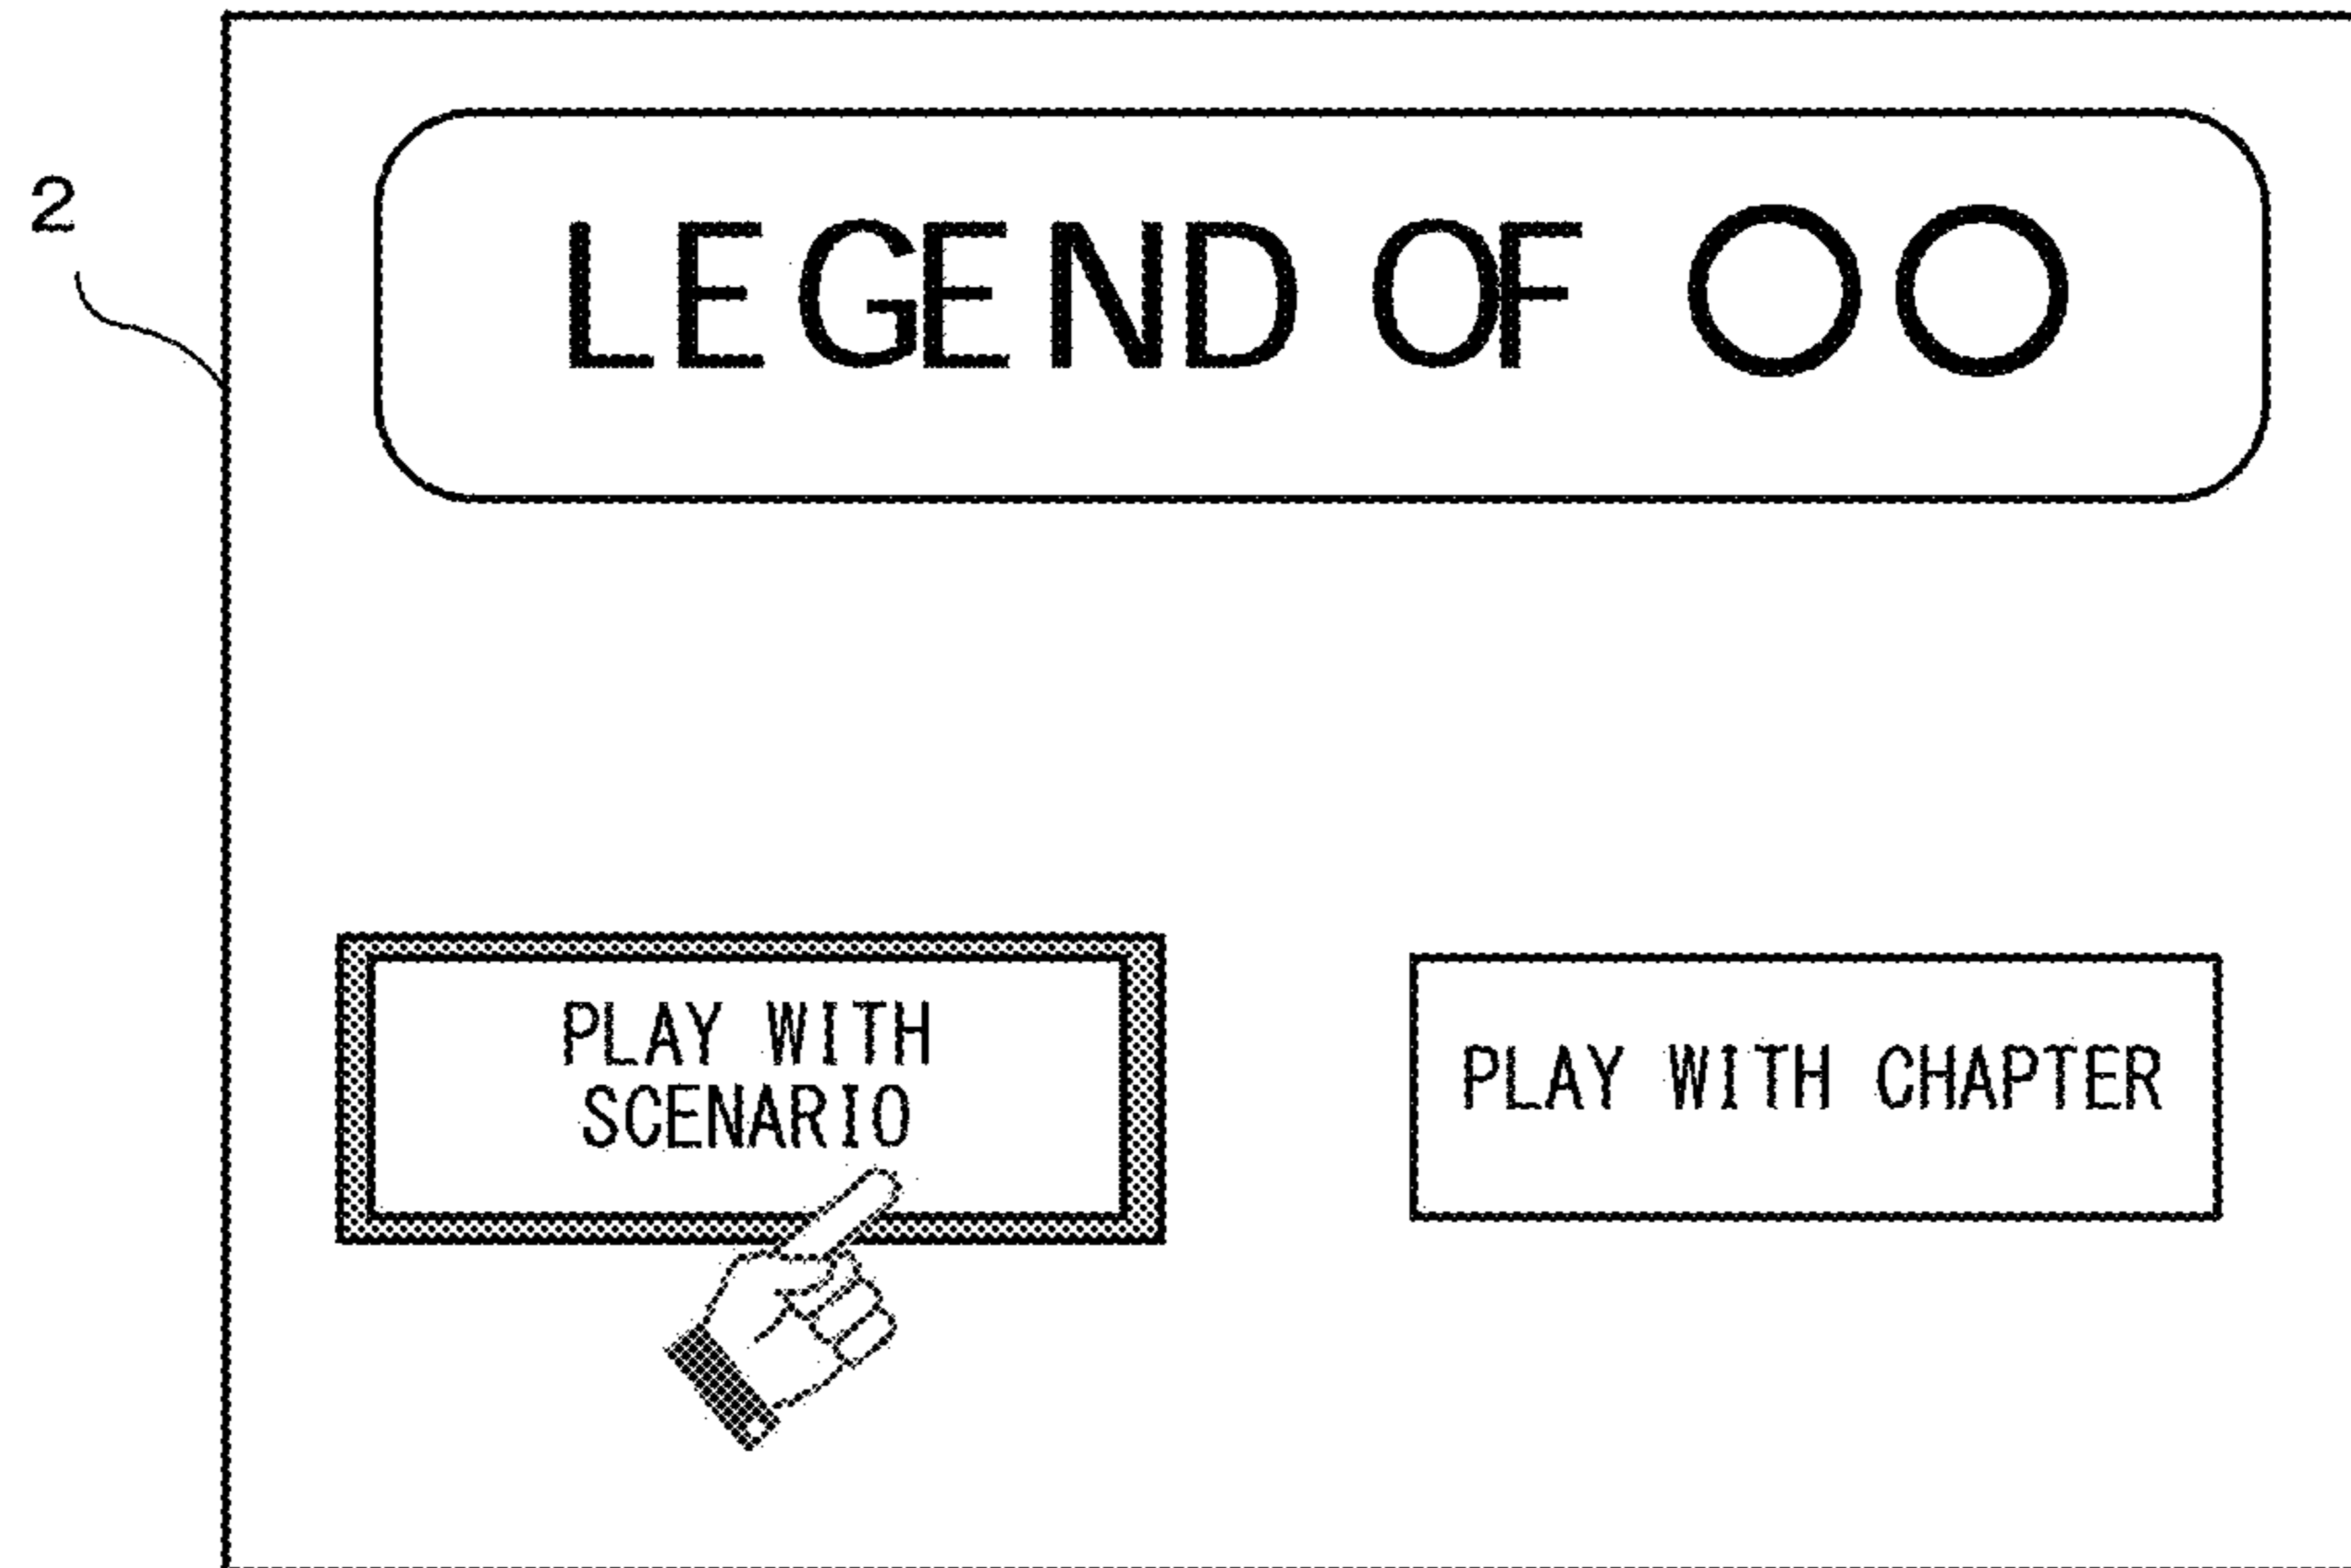 2
LEGEND OF ○○
PLAY WITH
SCENARIO
PLAY WITH CHAPTER